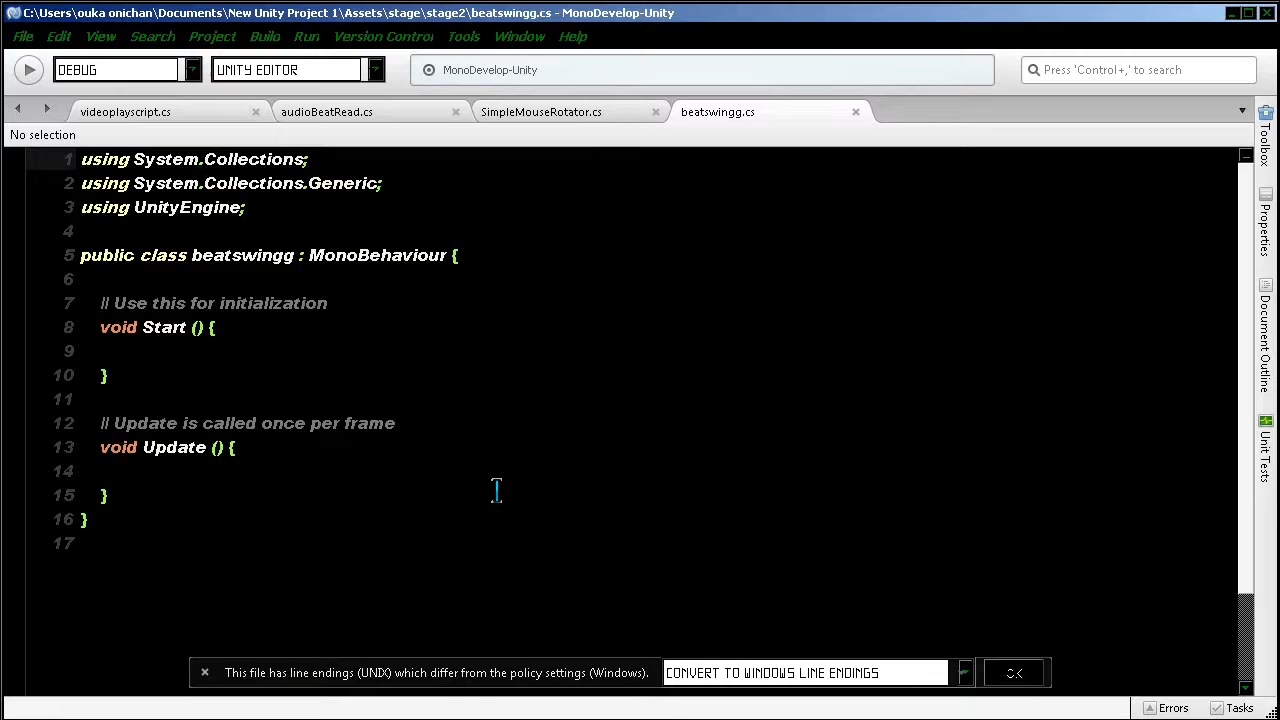 C:\Users\ouka onichan\Documents\New Unity Project 1\Assets\stage\stage2\beatswingg.cs - MonoDevelop-Unity
File Edit View Search Project Build Run Version Control Tools Window Help
DEBUG UNITY EDITOR MonoDevelop-Unity Press 'Control+,' to search
videoplayscript.cs audioBeatRead.cs SimpleMouseRotator.cs beatswingg.cs
No selection
1 using System.Collections;
2 using System.Collections.Generic;
3 using UnityEngine;
4
5 public class beatswingg : MonoBehaviour {
6
7 // Use this for initialization
8 void Start () {
9
10 }
11
12 // Update is called once per frame
13 void Update () {
14
15 }
16 }
17
Toolbox
Properties
Document Outline
Unit Tests
This file has line endings (UNIX) which differ from the policy settings (Windows). CONVERT TO WINDOWS LINE ENDINGS OK
Errors Tasks